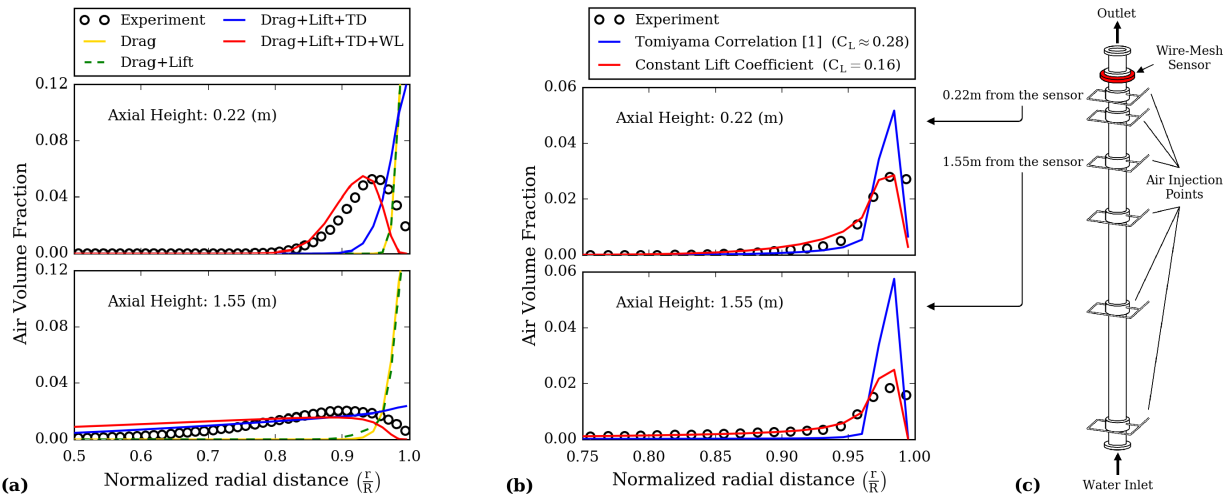 Experiment
Drag
Drag+Lift
Drag+Lift+TD
Drag+Lift+TD+WL
0.12
0.08
0.04
0.00
Axial Height: 0.22 (m)
0.12
0.08
0.04
0.00
Axial Height: 1.55 (m)
0.5 0.6 0.7 0.8 0.9 1.0
Air Volume Fraction
Normalized radial distance (r/R)
(a)
Experiment
Tomiyama Correlation [1] (C_L ≈ 0.28)
Constant Lift Coefficient (C_L = 0.16)
0.06
0.04
0.02
0.00
Axial Height: 0.22 (m)
0.06
0.04
0.02
0.00
Axial Height: 1.55 (m)
0.75 0.80 0.85 0.90 0.95 1.00
Air Volume Fraction
Normalized radial distance (r/R)
(b)
Outlet
Wire-Mesh
Sensor
0.22m from the sensor
1.55m from the sensor
Air Injection
Points
Water Inlet
(c)